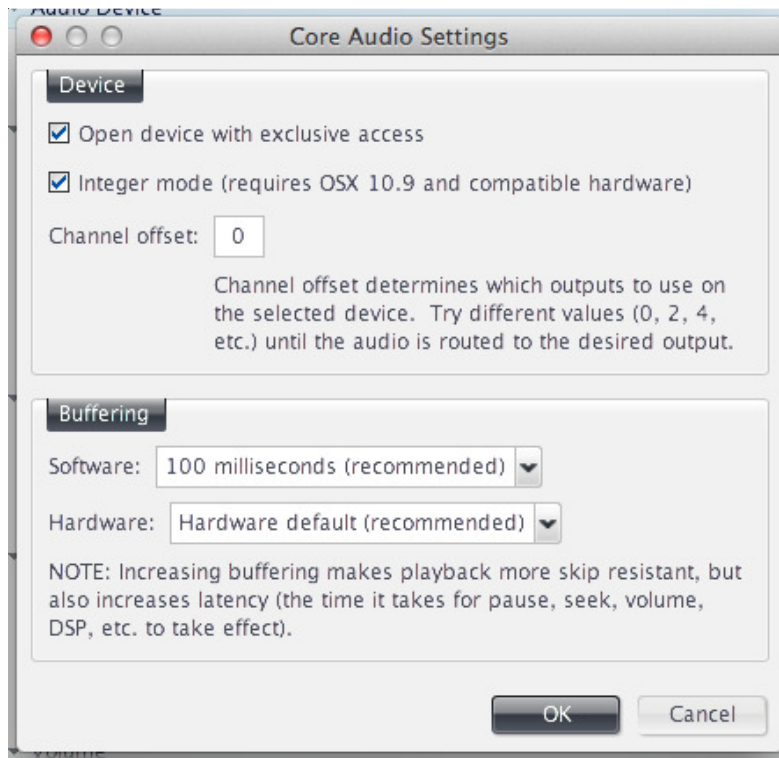 Audio Device
Core Audio Settings
Device
Open device with exclusive access
Integer mode (requires OSX 10.9 and compatible hardware)
Channel offset: 0
Channel offset determines which outputs to use on
the selected device.  Try different values (0, 2, 4,
etc.) until the audio is routed to the desired output.
Buffering
Software: 100 milliseconds (recommended)
Hardware: Hardware default (recommended)
NOTE: Increasing buffering makes playback more skip resistant, but
also increases latency (the time it takes for pause, seek, volume,
DSP, etc. to take effect).
OK Cancel
Volume